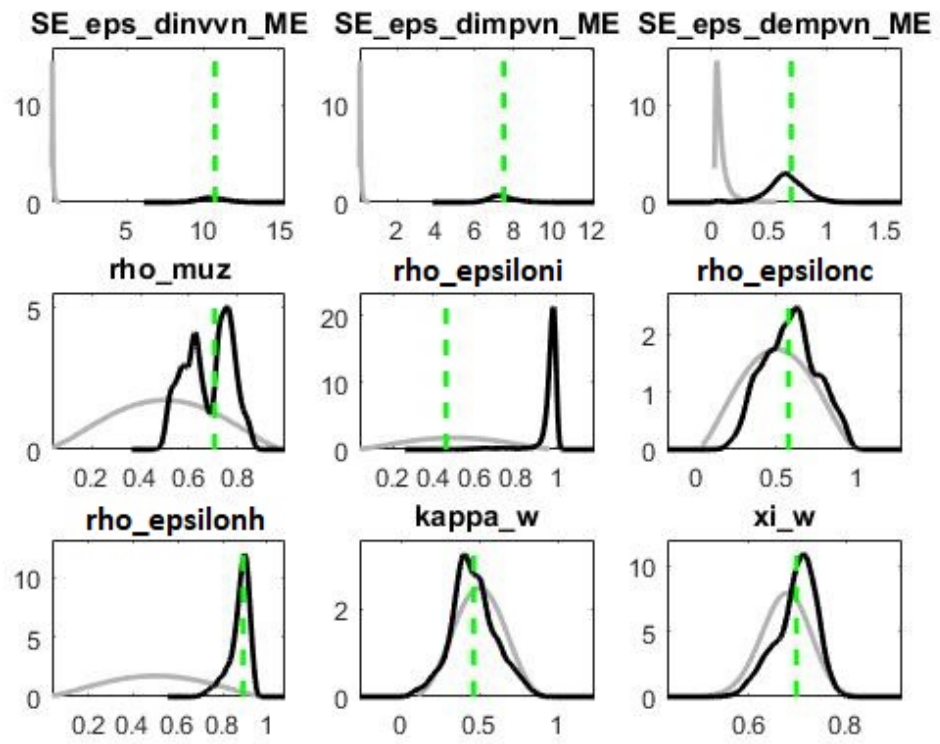 SE_eps_dinvvn_ME SE_eps_dimpvn_ME SE_eps_dempvn_ME
10 10 10
0 0 0
5 10 15 2 4 6 8 10 12 0 0.5 1 1.5
rho_muz rho_epsiloni rho_epsilonc
5 20 2
10 1
0 0 0
0.2 0.4 0.6 0.8 0.2 0.4 0.6 0.8 1 0 0.5 1
rho_epsilonh kappa_w xi_w
10 2 10
5 5
0 0 0
0.2 0.4 0.6 0.8 1 0 0.5 1 0.6 0.8